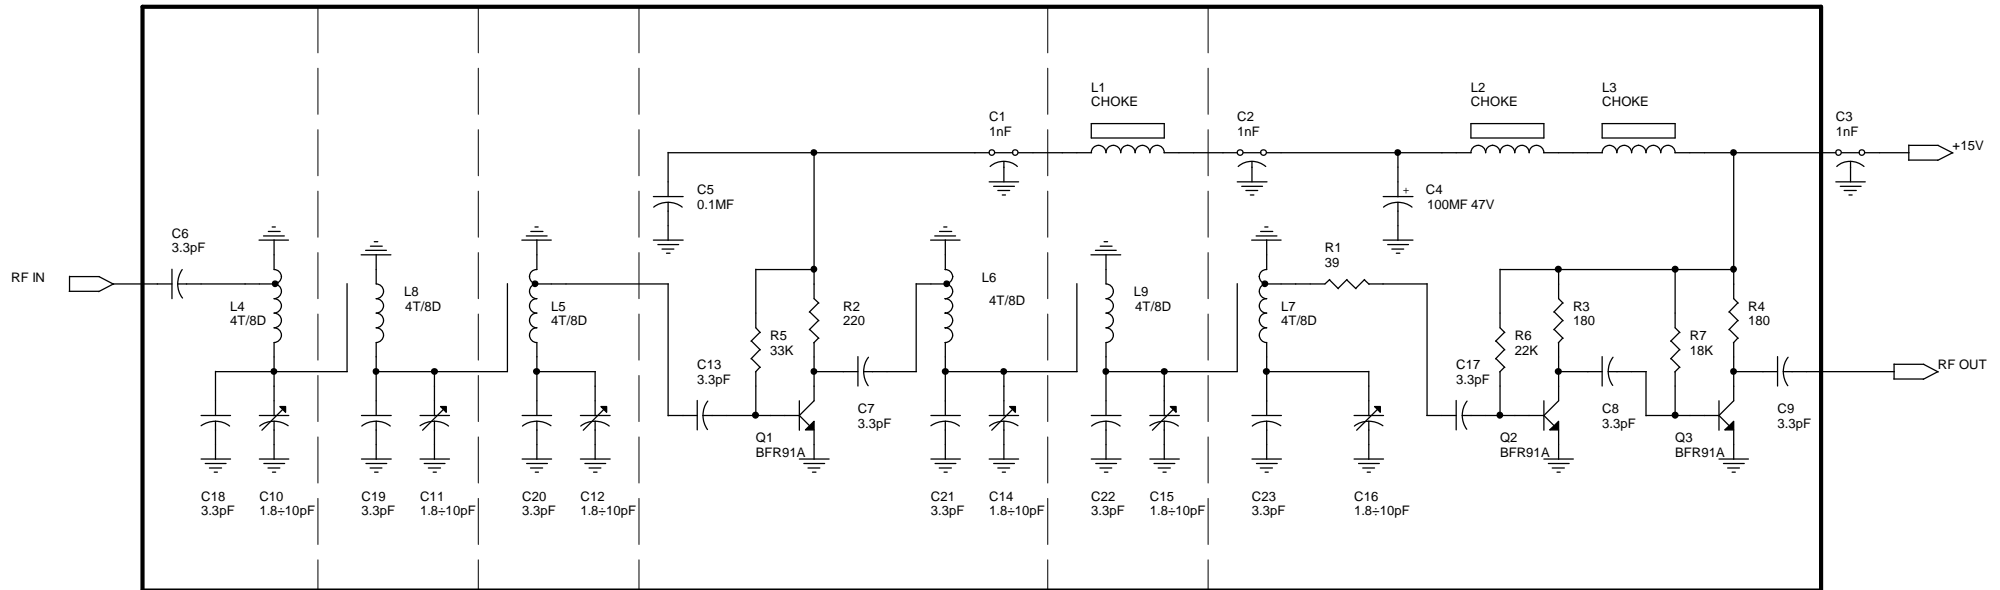 L1
CHOKE
L2
CHOKE
L3
CHOKE
C1
1nF
C2
1nF
C3
1nF
+15V
C5
0.1MF
+
C4
100MF 47V
C6
3.3pF
RF IN
L4
4T/8D
L8
4T/8D
L5
4T/8D
R2
220
R5
33K
L6
4T/8D
L9
4T/8D
L7
4T/8D
R1
39
R6
22K
R3
180
R7
18K
R4
180
RF OUT
C13
3.3pF
C7
3.3pF
C17
3.3pF
C8
3.3pF
C9
3.3pF
Q1
BFR91A
Q2
BFR91A
Q3
BFR91A
C18
3.3pF
C10
1.8÷10pF
C19
3.3pF
C11
1.8÷10pF
C20
3.3pF
C12
1.8÷10pF
C21
3.3pF
C14
1.8÷10pF
C22
3.3pF
C15
1.8÷10pF
C23
3.3pF
C16
1.8÷10pF